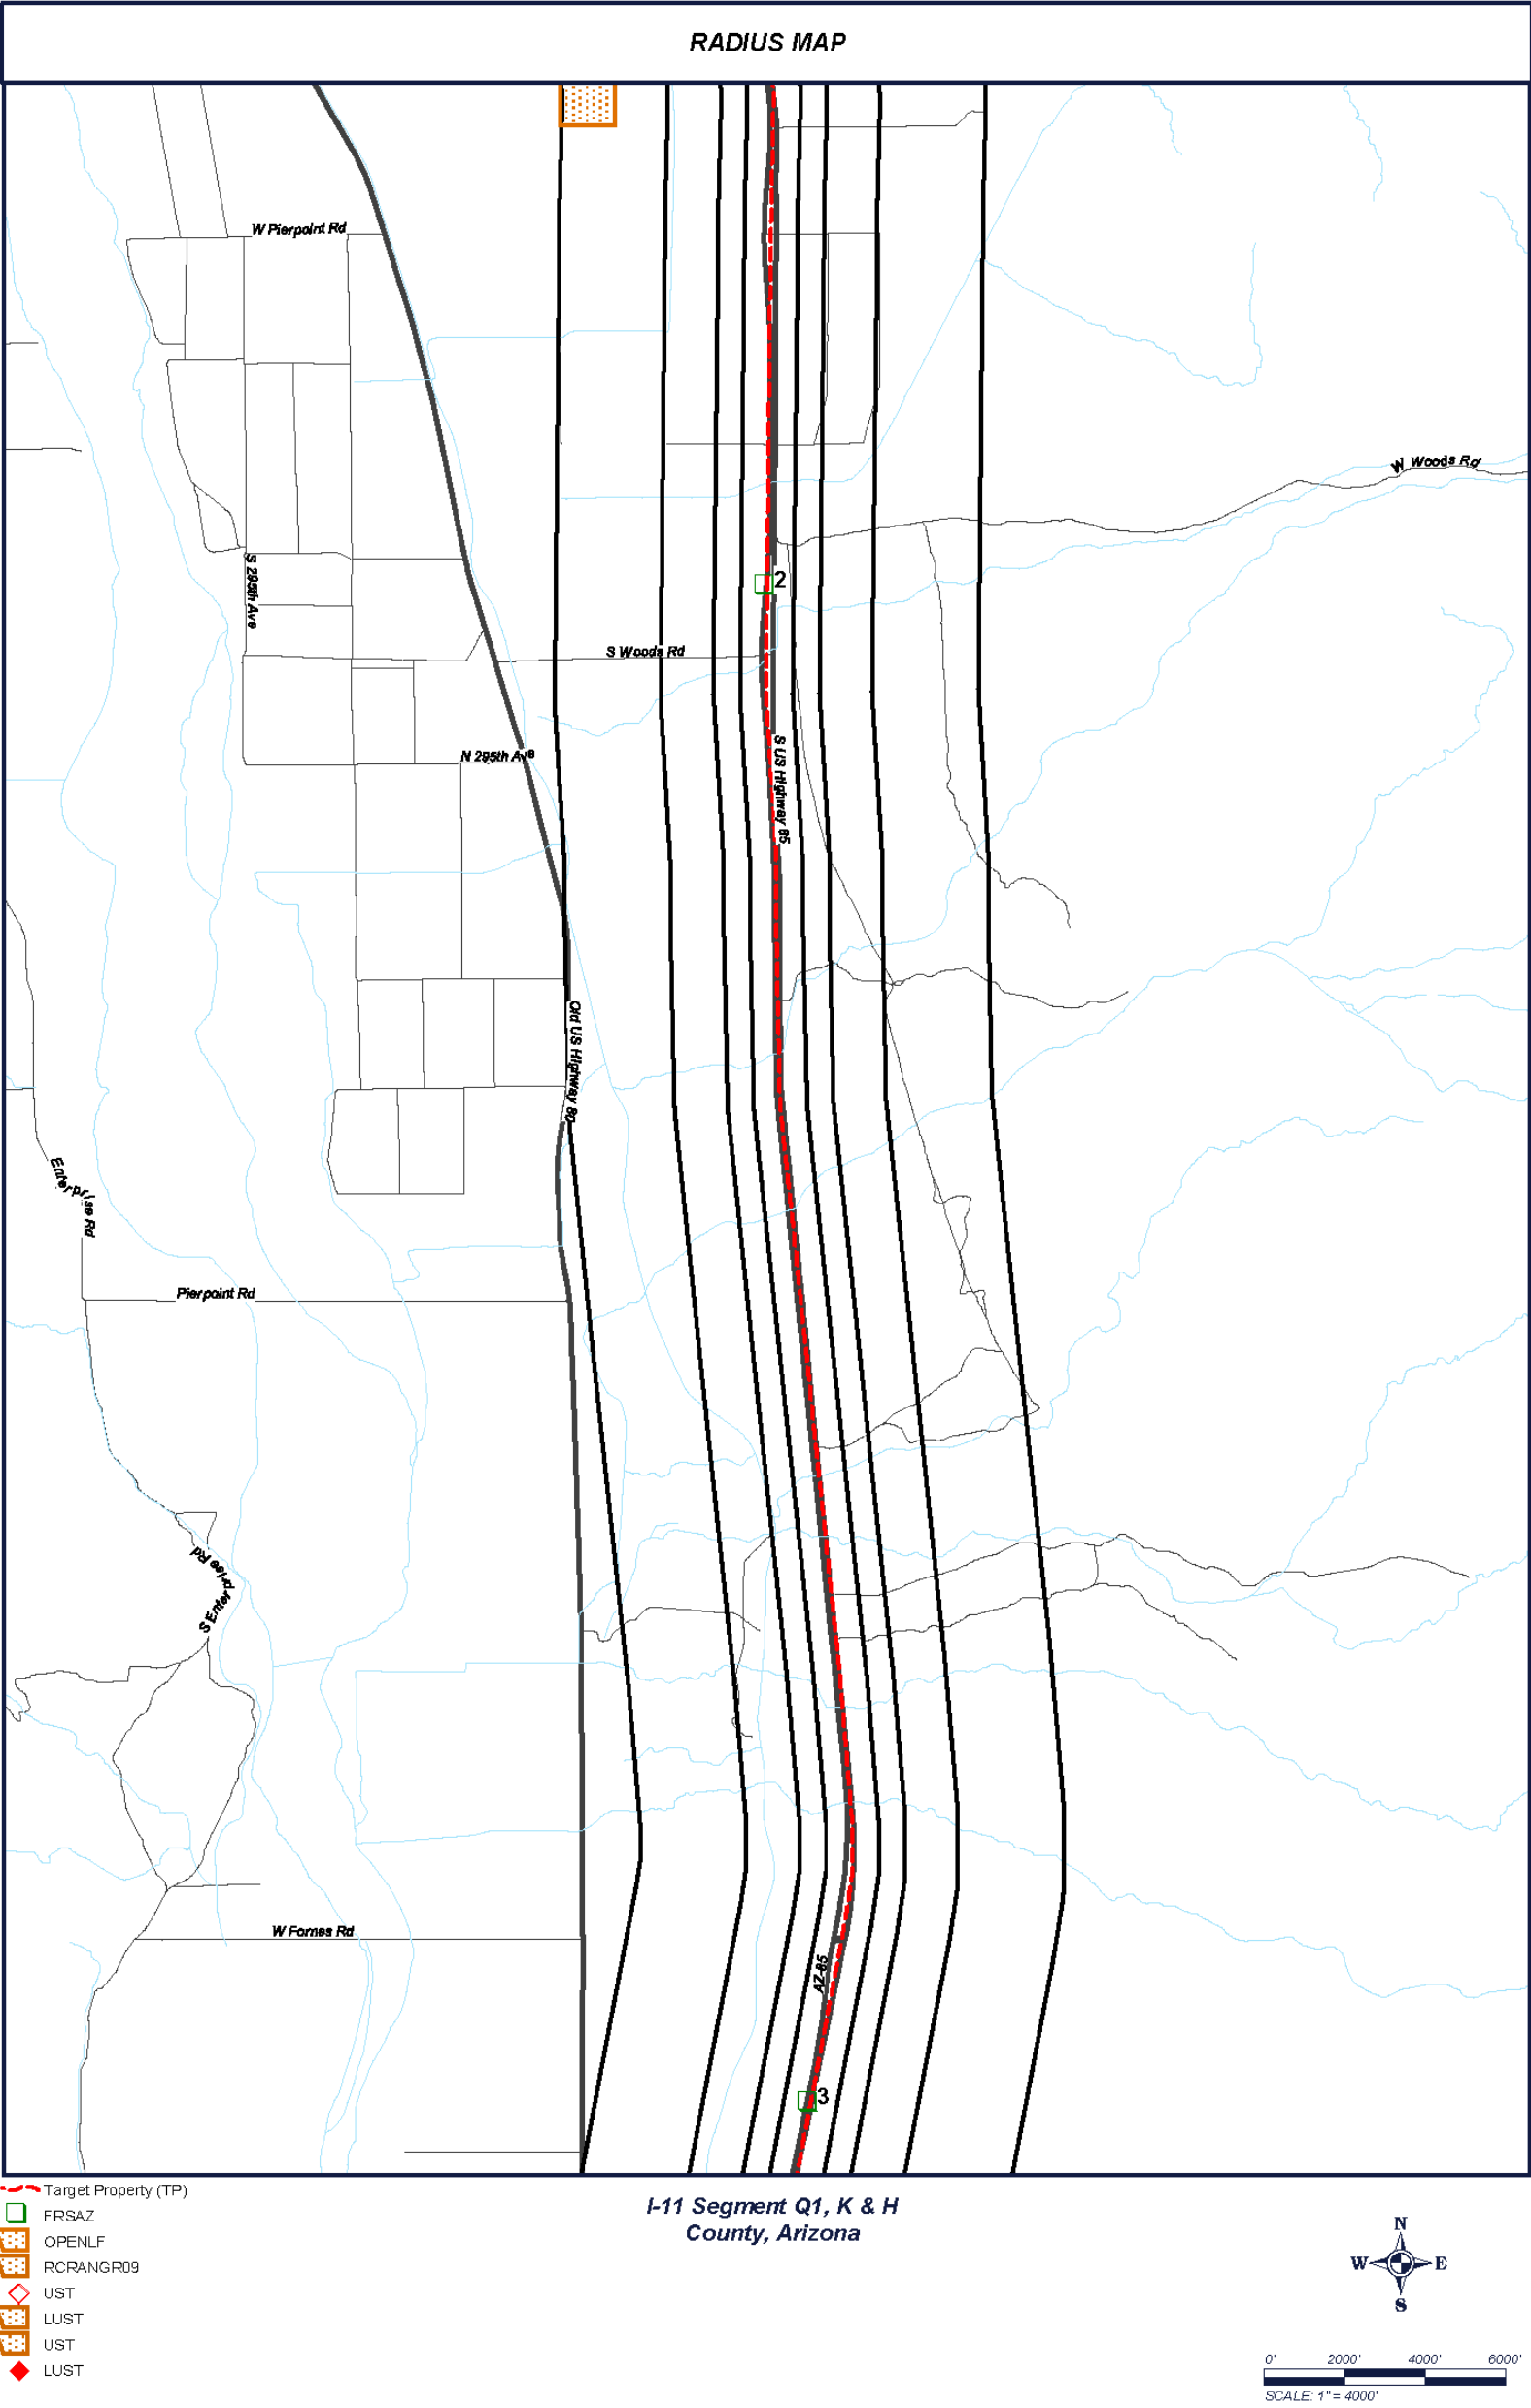 RADIUS MAP
W Pierpoint Rd
W Woods Rd
S 295th Ave
2
S Woods Rd
N 295th Ave
S US Highway 85
Old US Highway 80
Enterprise Rd
Pierpoint Rd
S Enterprise Rd
W Fornes Rd
AZ-85
3
Target Property (TP)
FRSAZ
OPENLF
RCRANGR09
UST
LUST
UST
LUST
I-11 Segment Q1, K & H
County, Arizona
N
W E
S
0' 2000' 4000' 6000'
SCALE: 1" = 4000'